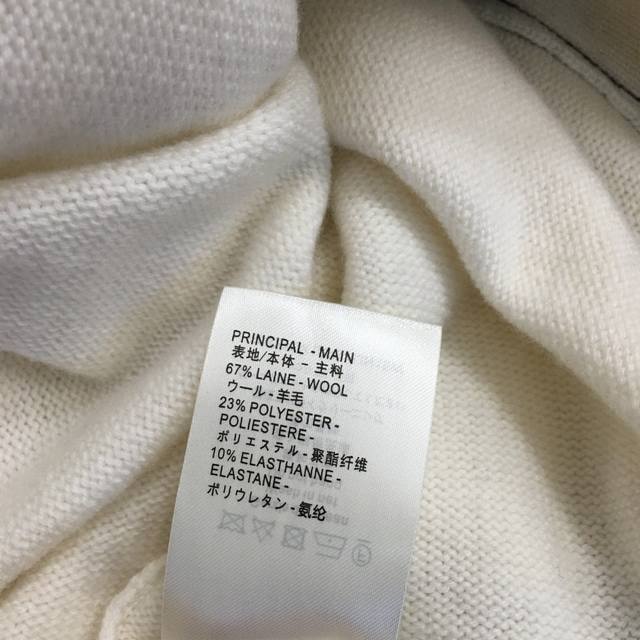 PRINCIPAL - MAIN
表地/本体 - 主料
67% LAINE - WOOL
ウール - 羊毛
23% POLYESTER -
POLIESTERE -
ポリエステル - 聚酯纤维
10% ELASTHANNE -
ELASTANE -
ポリウレタン - 氨纶